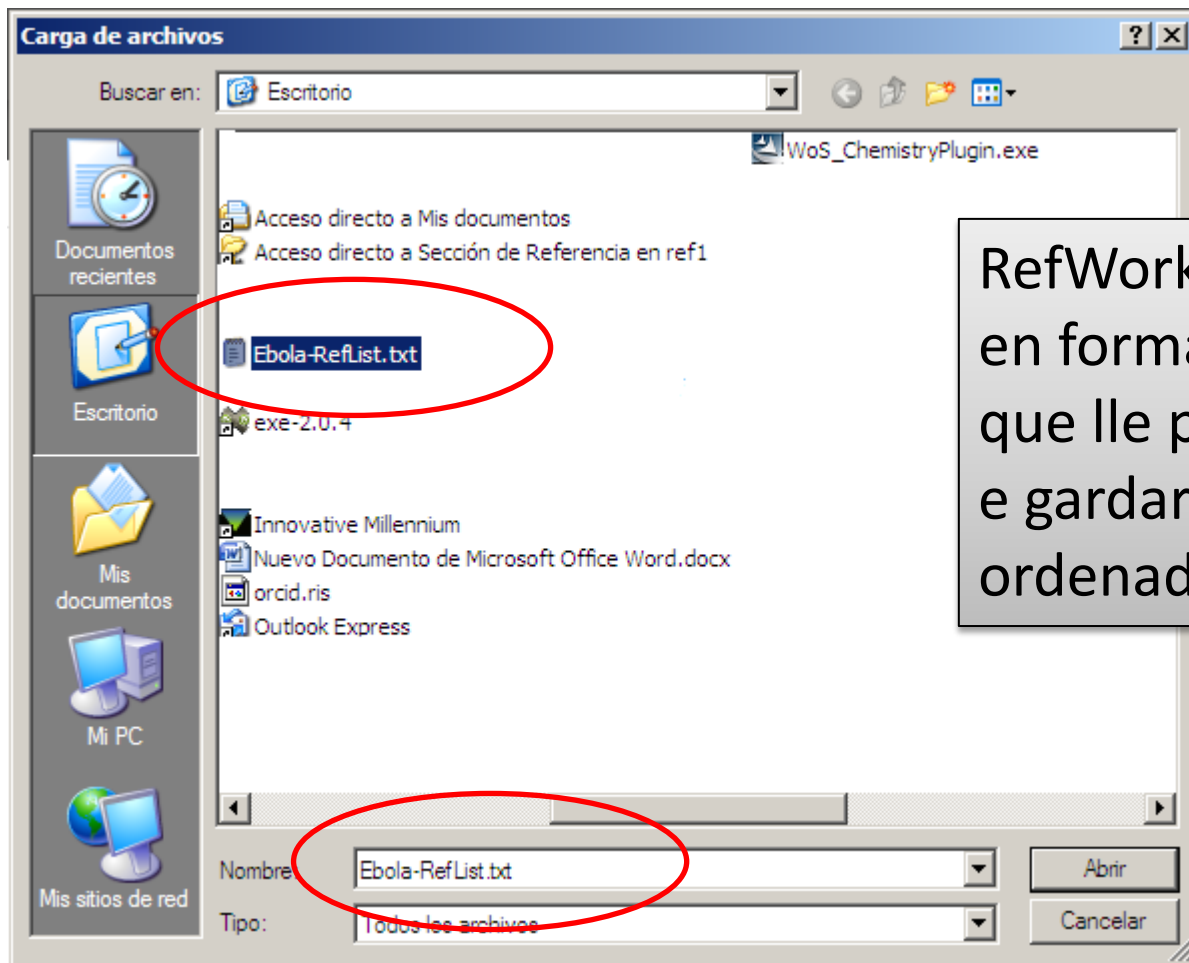 Carga de archivos
Buscar en: Escritorio
WoS_ChemistryPlugin.exe
Acceso directo a Mis documentos
Acceso directo a Sección de Referencia en ref1
Ebola-RefList.txt
exe-2.0.4
Innovative Millennium
Nuevo Documento de Microsoft Office Word.docx
orcid.ris
Outlook Express
Documentos
recientes
Escritorio
Mis
documentos
Mi PC
Mis sitios de red
Nombre: Ebola-RefList.txt
Abrir
Tipo: Todos los archivos
Cancelar
RefWork
en forma
que lle p
e gardar
ordenad